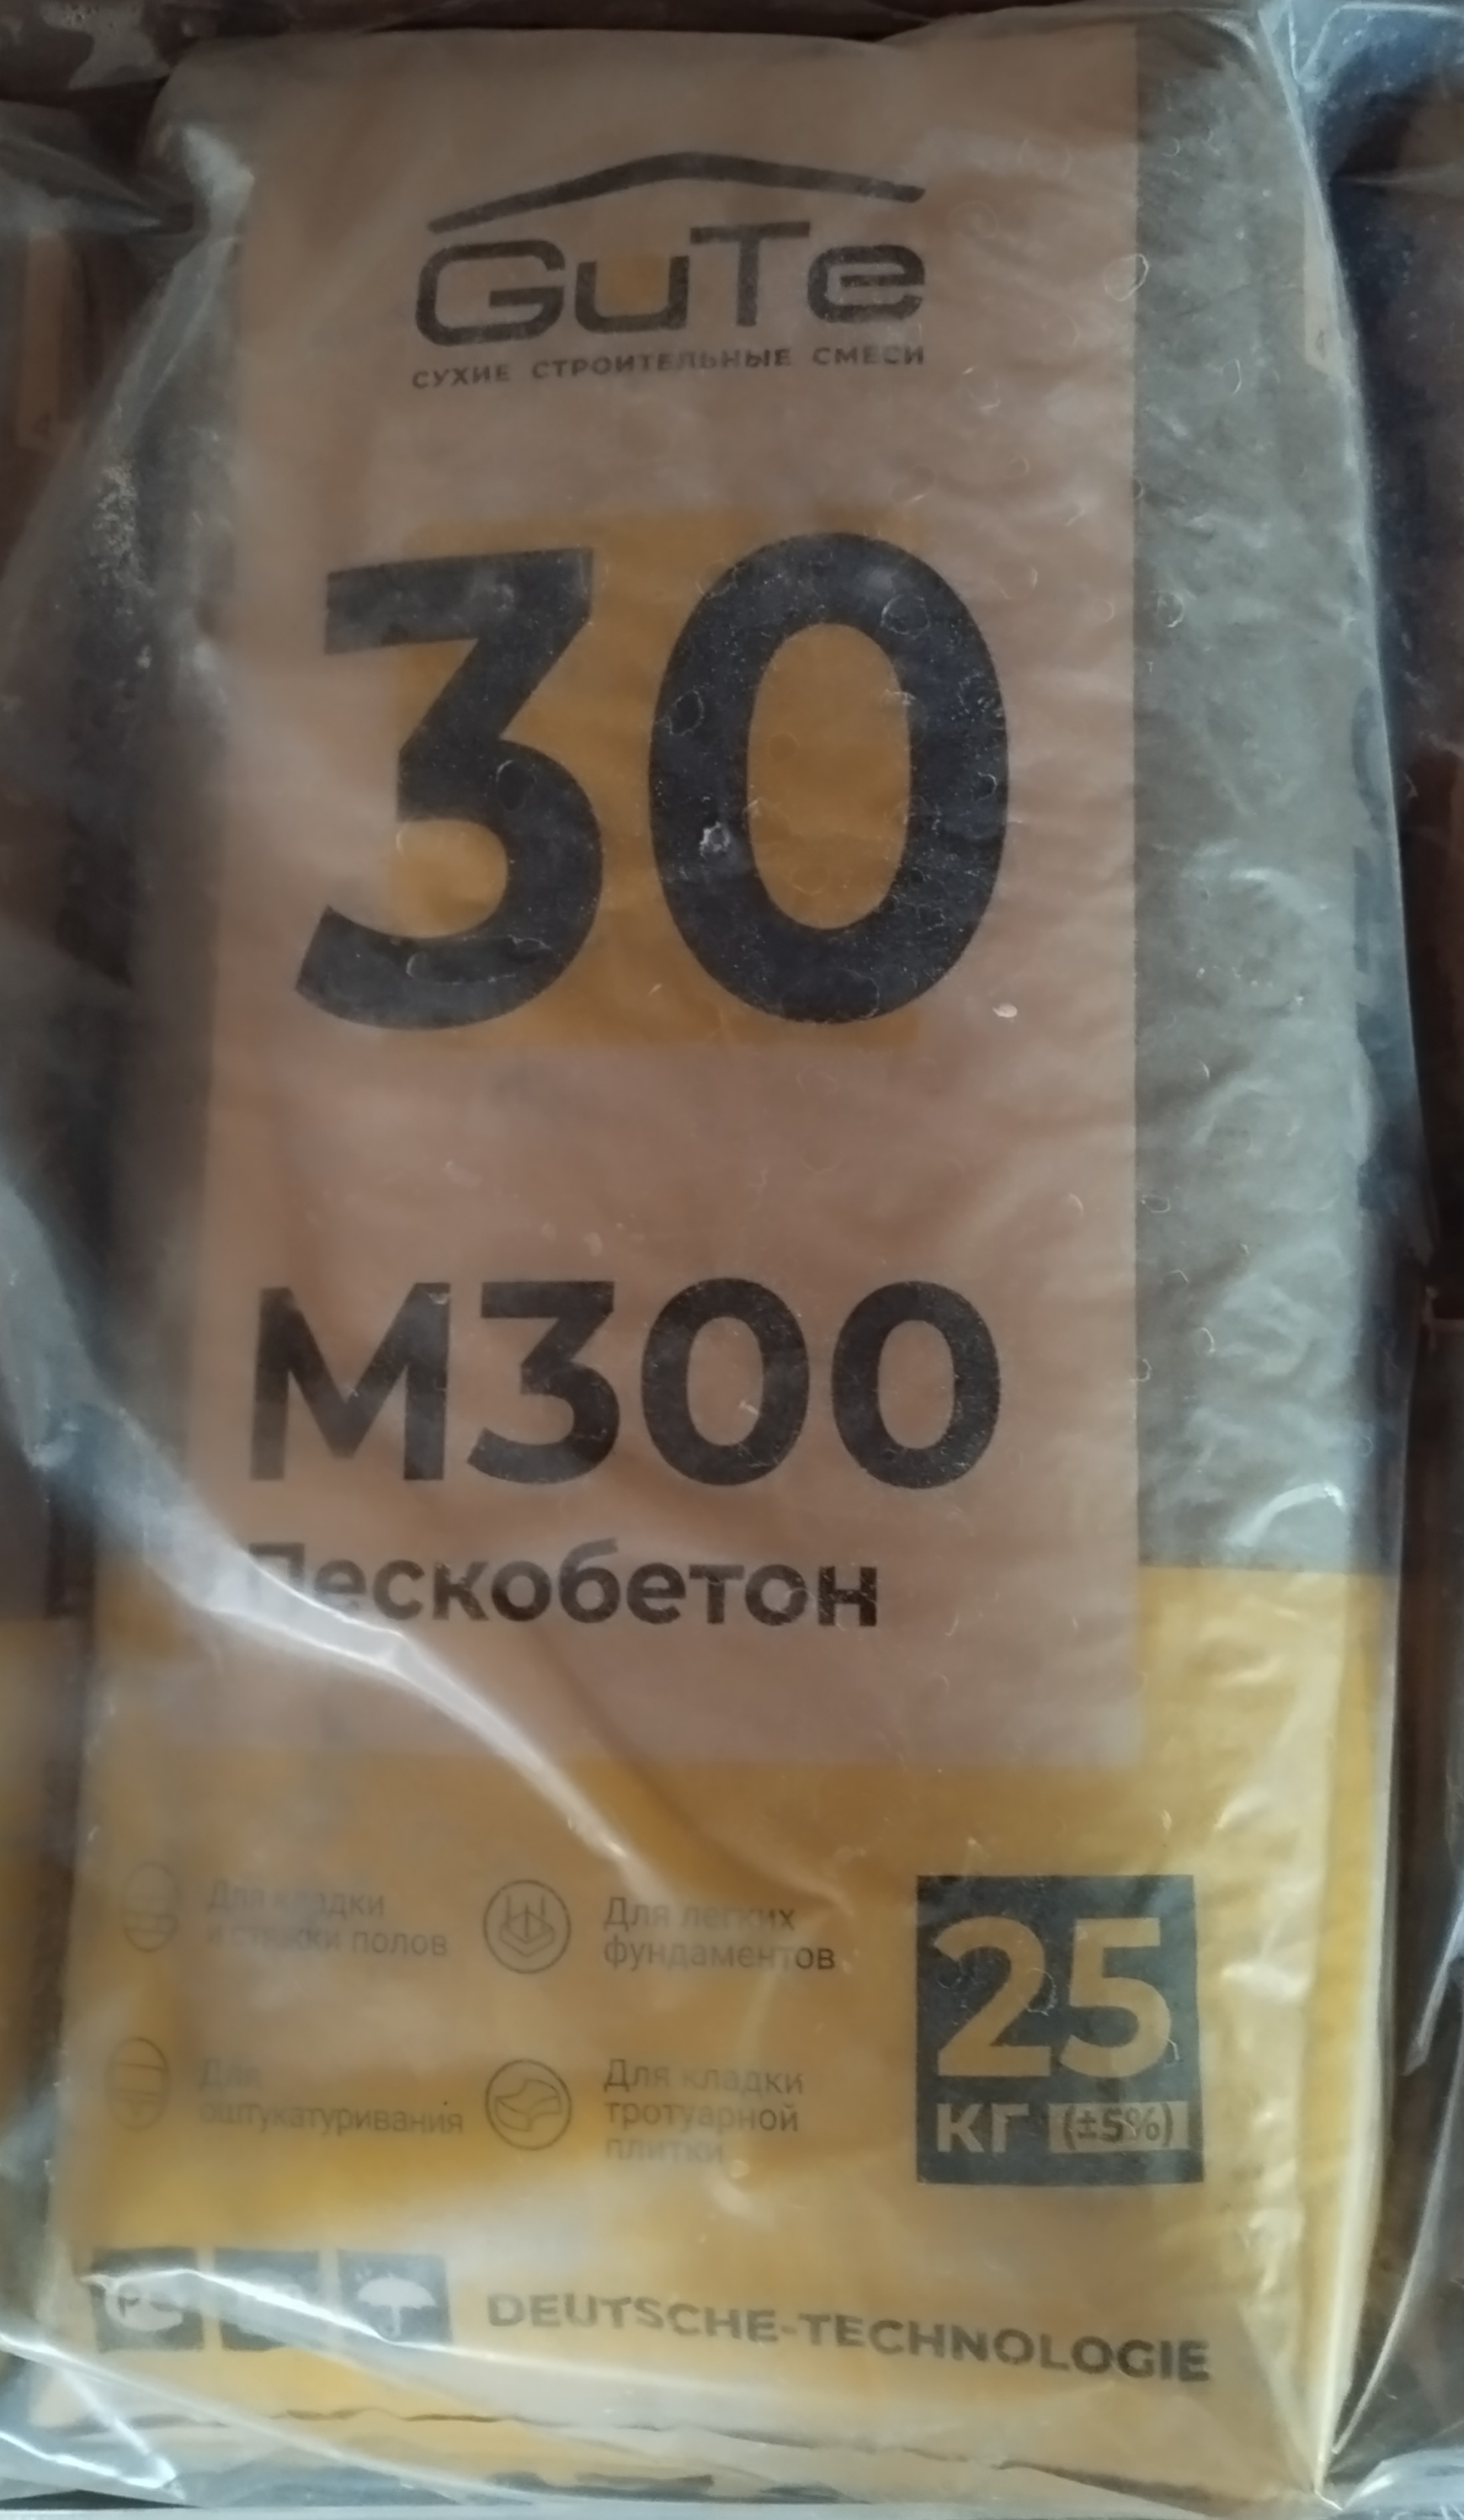 GuTe
СУХИЕ СТРОИТЕЛЬНЫЕ СМЕСИ
30
М300
Пескобетон
Для кладки
и стяжки полов
Для легких
фундаментов
Для
оштукатуривания
Для кладки
тротуарной
плитки
25
КГ (±5%)
РС
DEUTSCHE-TECHNOLOGIE